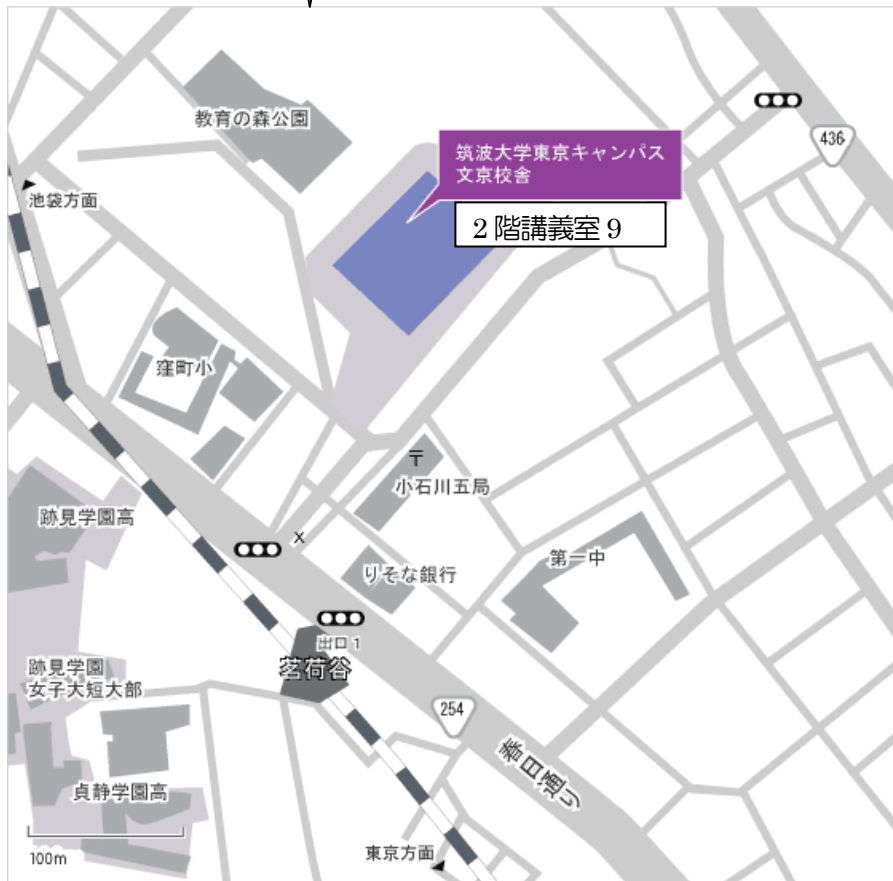 教育の森公園
436
筑波大学東京キャンパス
文京校舎
池袋方面
2階講義室9
窪町小
〒
小石川五局
跡見学園高
x
第一中
りそな銀行
出口1
茗荷谷
跡見学園
女子大短大部
254
春日通り
貞静学園高
100m
東京方面